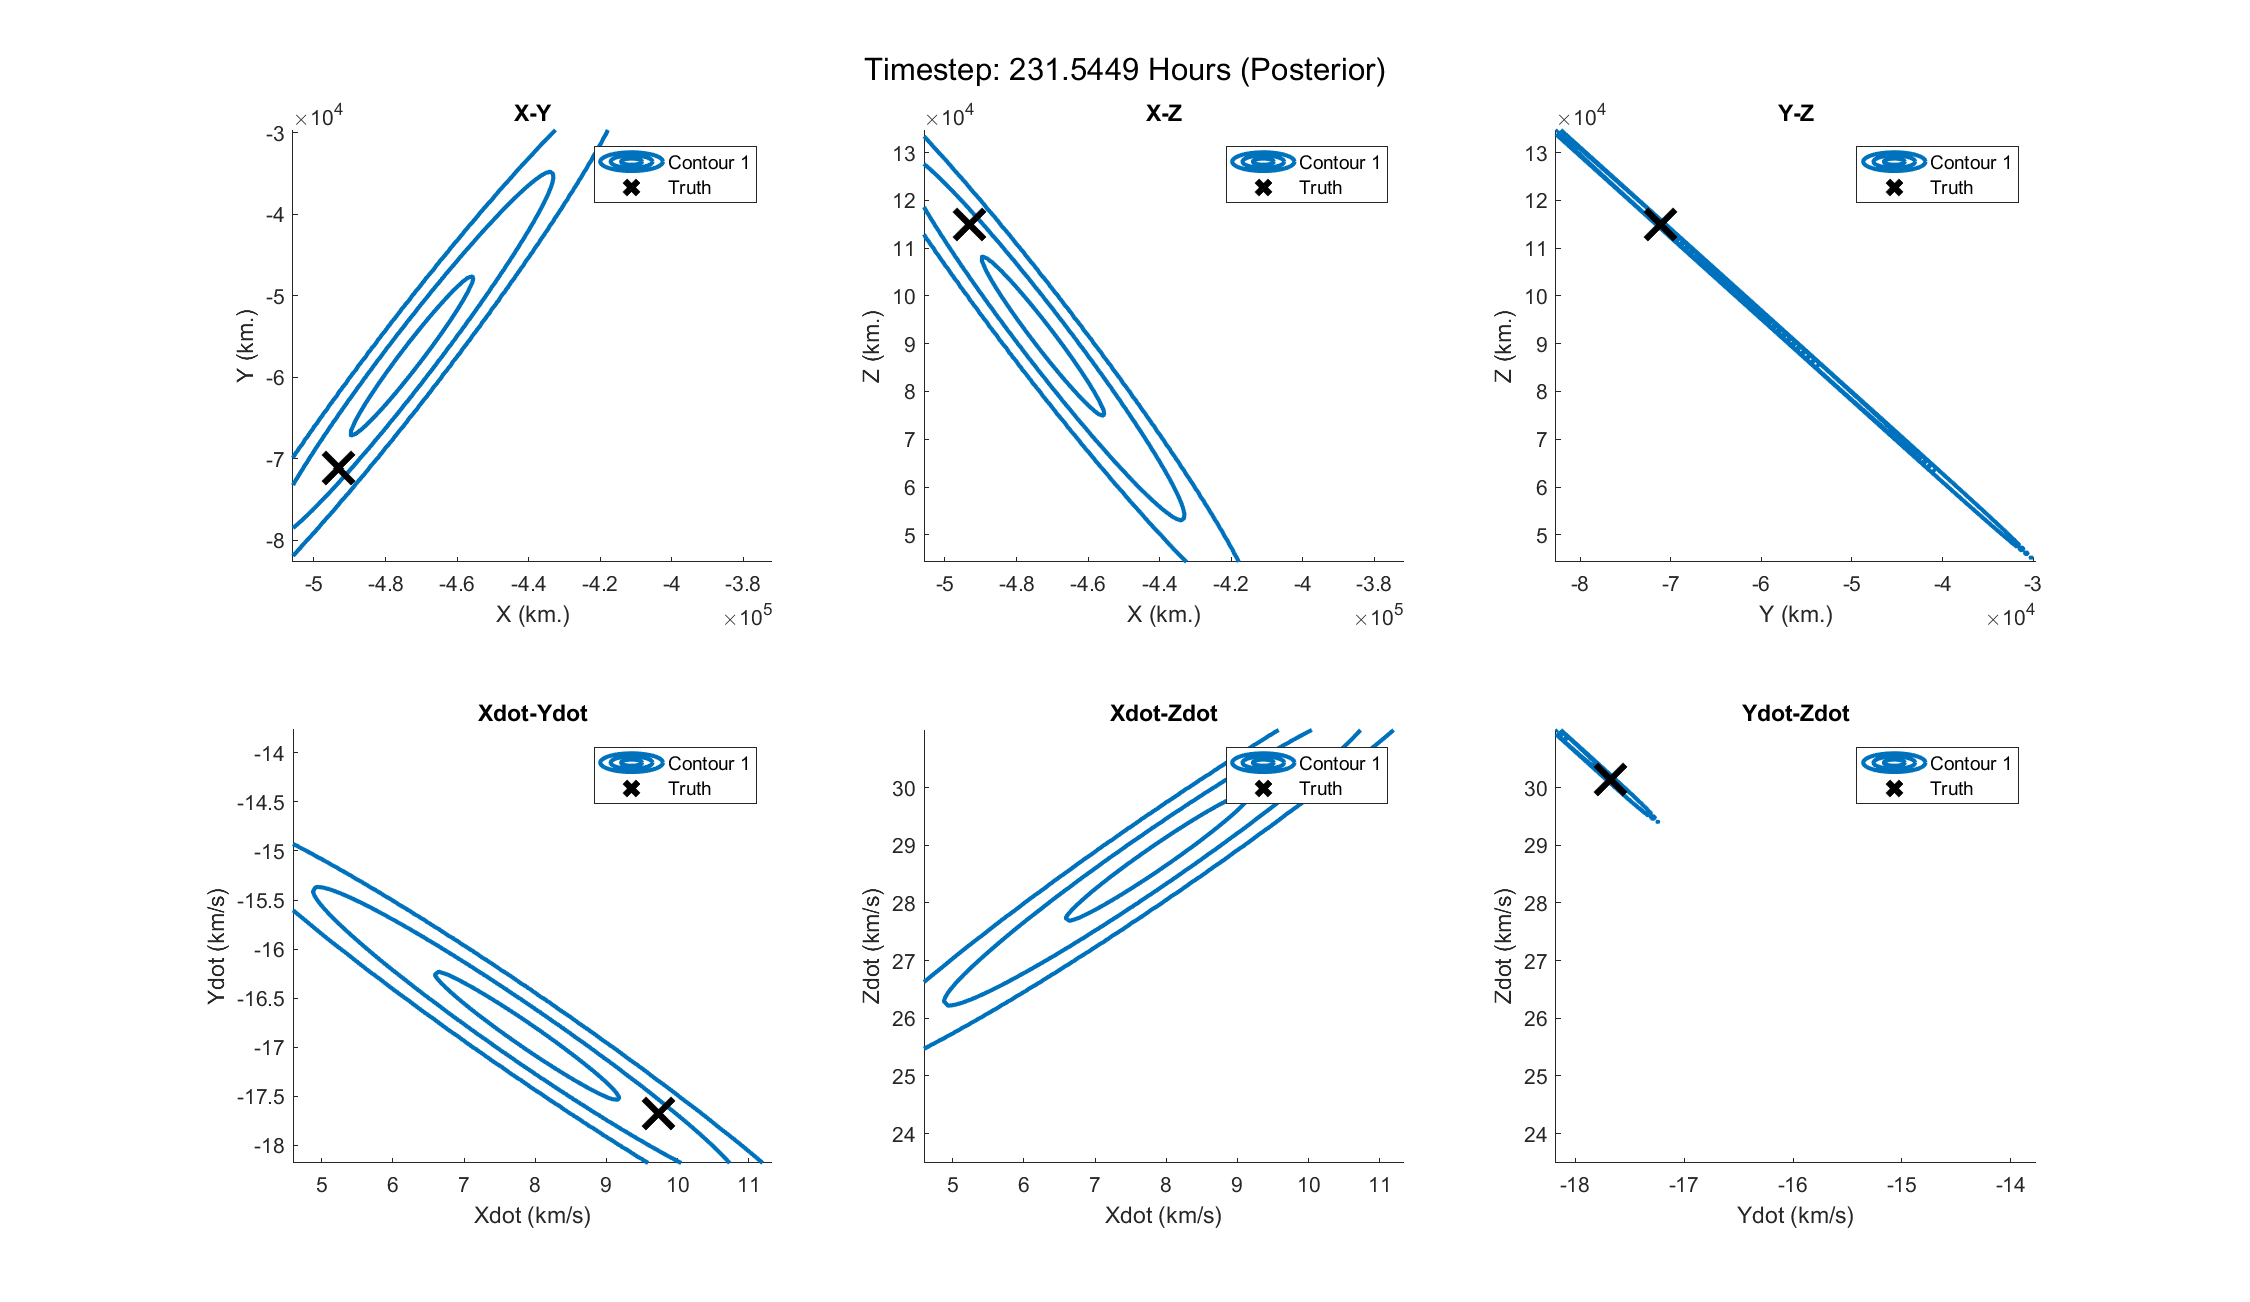 Timestep: 231.5449 Hours (Posterior)
X-Y
×10^4
-3
-4
-5
-6
-7
-8
Y (km.)
-5
-4.8
-4.6
-4.4
-4.2
-4
-3.8
X (km.)
×10^5
Contour 1
Truth
X-Z
×10^4
13
12
11
10
9
8
7
6
5
Z (km.)
-5
-4.8
-4.6
-4.4
-4.2
-4
-3.8
X (km.)
×10^5
Contour 1
Truth
Y-Z
×10^4
13
12
11
10
9
8
7
6
5
Z (km.)
-8
-7
-6
-5
-4
-3
Y (km.)
×10^4
Contour 1
Truth
Xdot-Ydot
-14
-14.5
-15
-15.5
-16
-16.5
-17
-17.5
-18
Ydot (km/s)
5
6
7
8
9
10
11
Xdot (km/s)
Contour 1
Truth
Xdot-Zdot
30
29
28
27
26
25
24
Zdot (km/s)
5
6
7
8
9
10
11
Xdot (km/s)
Contour 1
Truth
Ydot-Zdot
30
29
28
27
26
25
24
Zdot (km/s)
-18
-17
-16
-15
-14
Ydot (km/s)
Contour 1
Truth